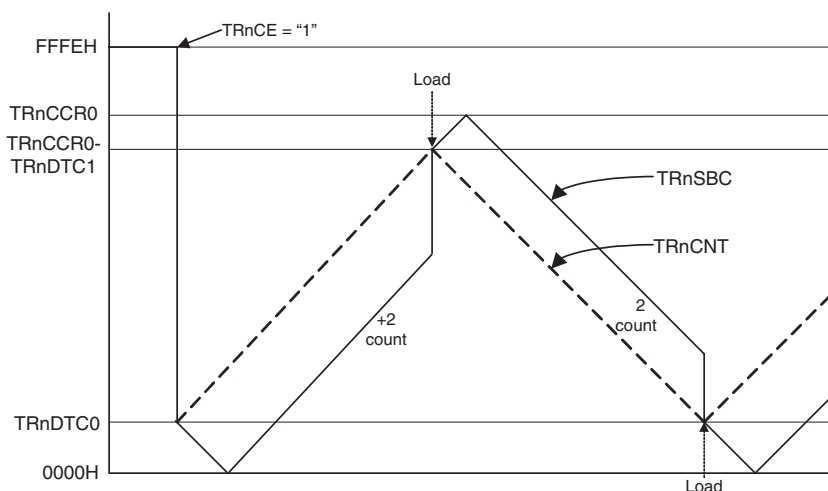 TRnCE = “1”
FFFEH
Load
TRnCCR0
TRnCCR0-
TRnDTC1
TRnSBC
TRnCNT
+2
count
2
count
TRnDTC0
0000H
Load